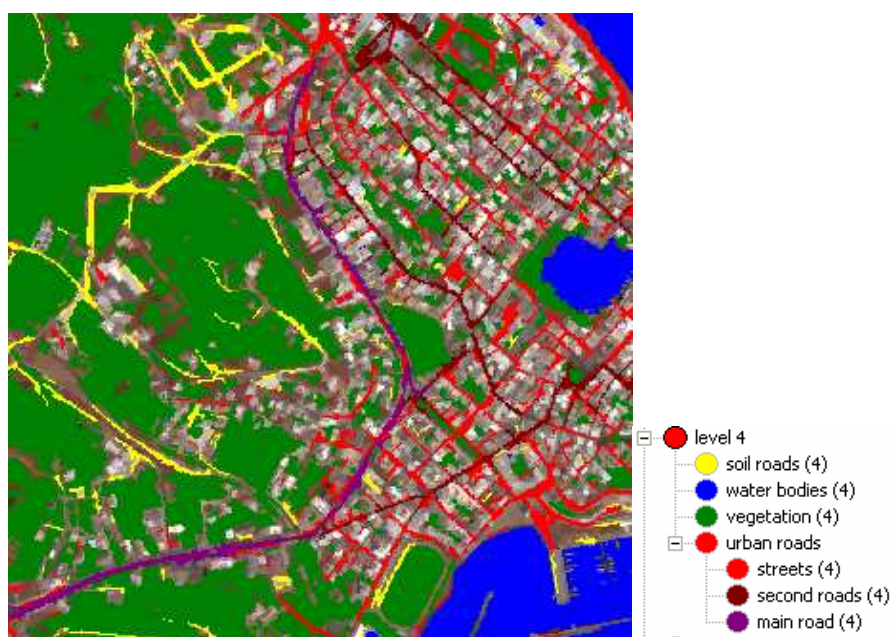 level 4
soil roads (4)
water bodies (4)
vegetation (4)
urban roads
streets (4)
second roads (4)
main road (4)